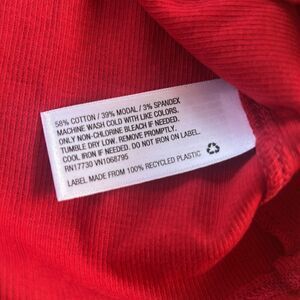 58% COTTON / 39% MODAL / 3% SPANDEX
MACHINE WASH COLD WITH LIKE COLORS.
ONLY NON-CHLORINE BLEACH IF NEEDED.
TUMBLE DRY LOW. REMOVE PROMPTLY.
COOL IRON IF NEEDED. DO NOT IRON ON LABEL.
RN17730 VN1068795
LABEL MADE FROM 100% RECYCLED PLASTIC